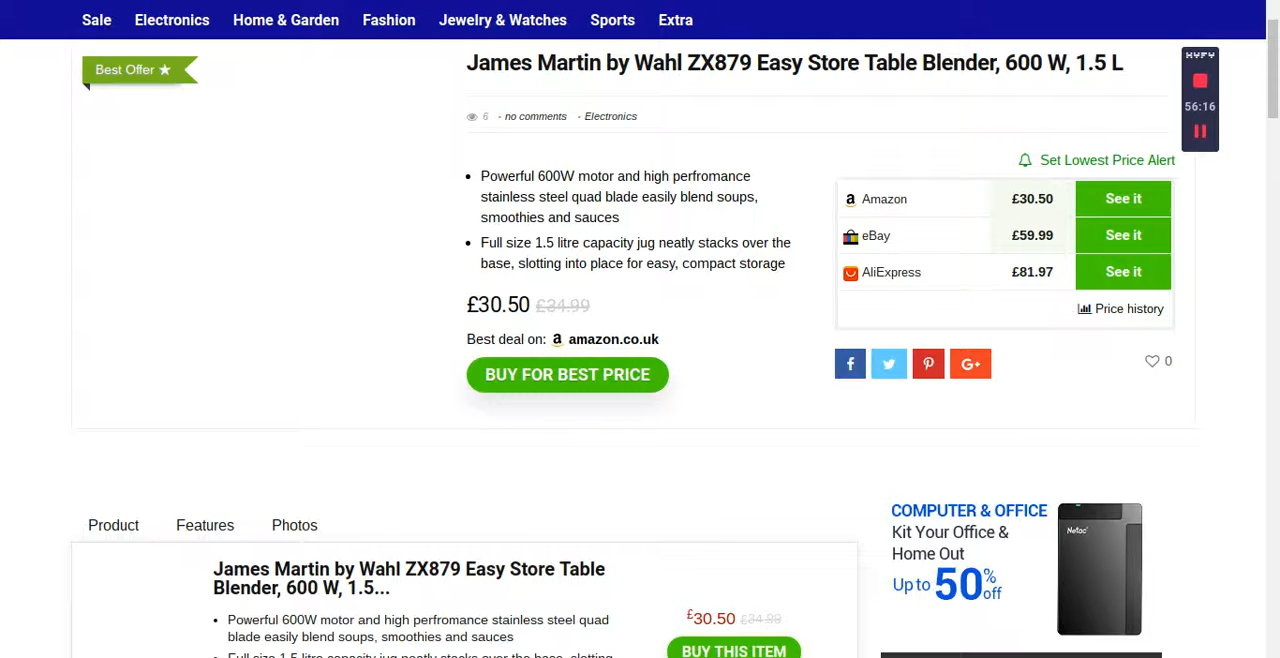 Sale Electronics Home & Garden Fashion Jewelry & Watches Sports Extra
Best Offer ★
James Martin by Wahl ZX879 Easy Store Table Blender, 600 W, 1.5 L
6 - no comments - Electronics
56:16
Set Lowest Price Alert
• Powerful 600W motor and high perfromance
stainless steel quad blade easily blend soups,
smoothies and sauces
• Full size 1.5 litre capacity jug neatly stacks over the
base, slotting into place for easy, compact storage
a Amazon £30.50 See it
eBay £59.99 See it
AliExpress £81.97 See it
Price history
£30.50 £34.99
Best deal on: a amazon.co.uk
BUY FOR BEST PRICE
G+
0
Product Features Photos
James Martin by Wahl ZX879 Easy Store Table
Blender, 600 W, 1.5...
• Powerful 600W motor and high perfromance stainless steel quad
blade easily blend soups, smoothies and sauces
• Full size 1.5 litre capacity jug neatly stacks over the base, slotting
£30.50 £34.99
BUY THIS ITEM
COMPUTER & OFFICE
Kit Your Office &
Home Out
Up to 50% off
Netac